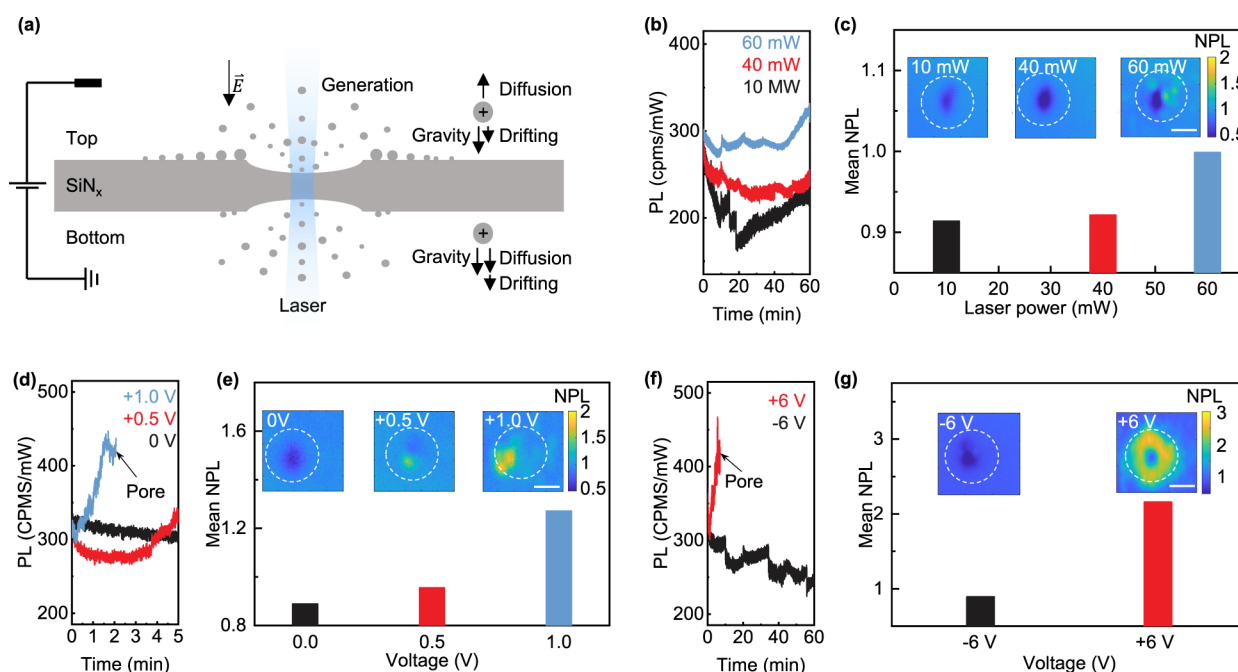 (a)
E
Generation
Diffusion
+
Gravity
Drifting
Top
SiNx
Bottom
+
Gravity
Diffusion
Drifting
Laser
(b)
400
300
200
PL (cpms/mW)
60 mW
40 mW
10 MW
0 20 40 60
Time (min)
(c)
1.1
1.0
0.9
Mean NPL
10 mW
40 mW
60 mW
NPL
2
1.5
1
0.5
0 10 20 30 40 50 60
Laser power (mW)
(d)
500
400
300
200
PL (CPMS/mW)
+1.0 V
+0.5 V
0 V
Pore
0 1 2 3 4 5
Time (min)
(e)
1.6
1.2
0.8
Mean NPL
0V
+0.5 V
+1.0 V
NPL
2
1.5
1
0.5
0.0 0.5 1.0
Voltage (V)
(f)
500
400
300
200
PL (CPMS/mW)
+6 V
-6 V
Pore
0 20 40 60
Time (min)
(g)
3
2
1
Mean NPL
-6 V
+6 V
NPL
3
2
1
-6 V +6 V
Voltage (V)